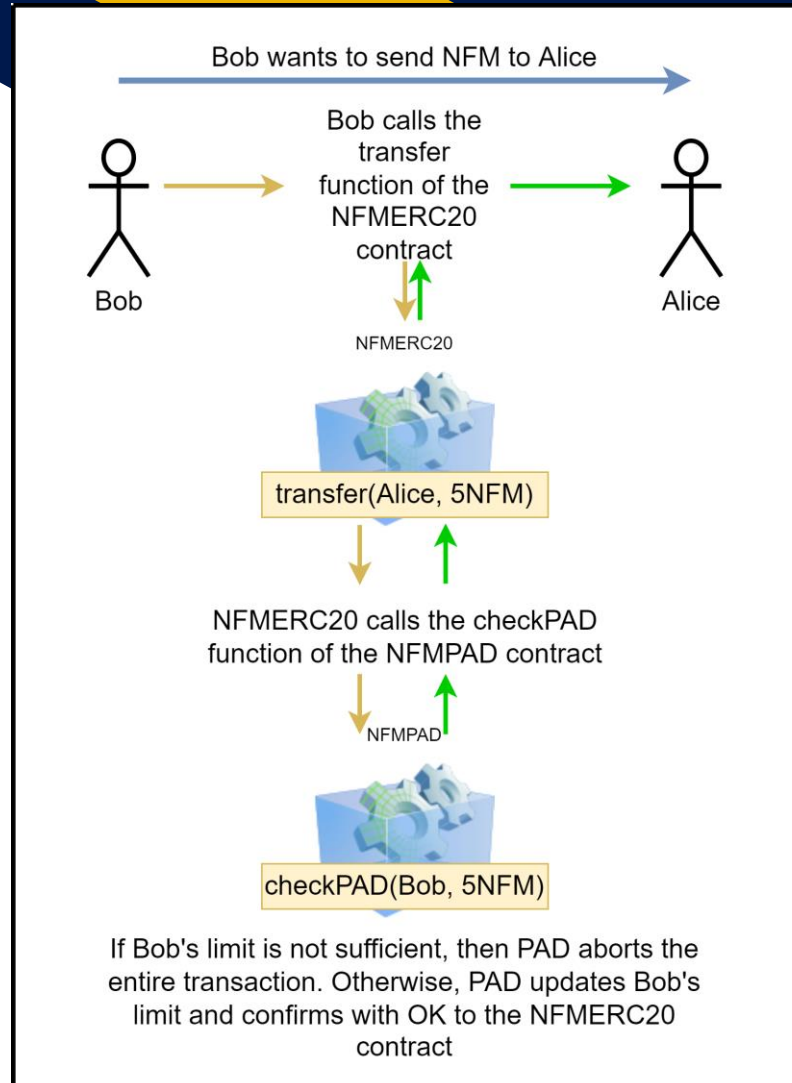 Bob wants to send NFM to Alice
Bob calls the
transfer
function of the
NFMERC20
contract
Bob
Alice
NFMERC20
transfer(Alice, 5NFM)
NFMERC20 calls the checkPAD
function of the NFMPAD contract
NFMPAD
checkPAD(Bob, 5NFM)
If Bob's limit is not sufficient, then PAD aborts the
entire transaction. Otherwise, PAD updates Bob's
limit and confirms with OK to the NFMERC20
contract